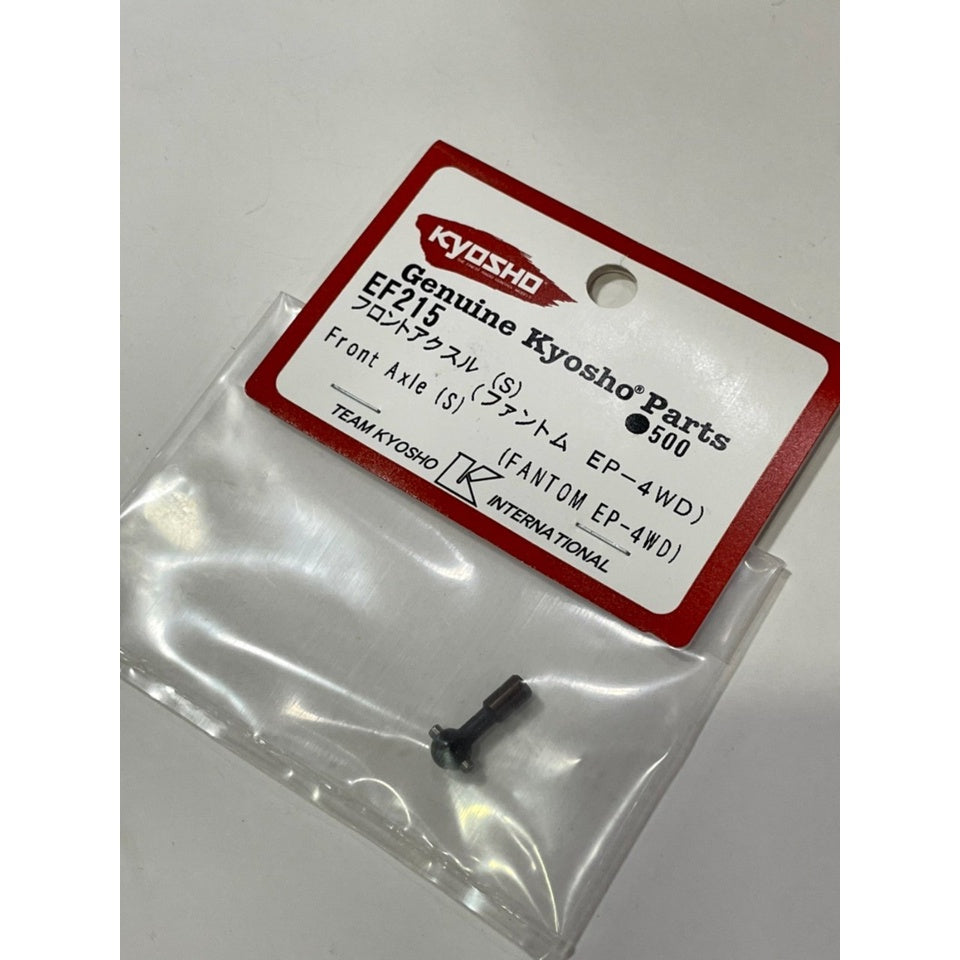 KYOSHO
Genuine Kyosho® Parts
EF215 ●500
フロントアクスル (S)
(ファントム EP-4WD)
Front Axle (S)
(FANTOM EP-4WD)
TEAM KYOSHO K INTERNATIONAL